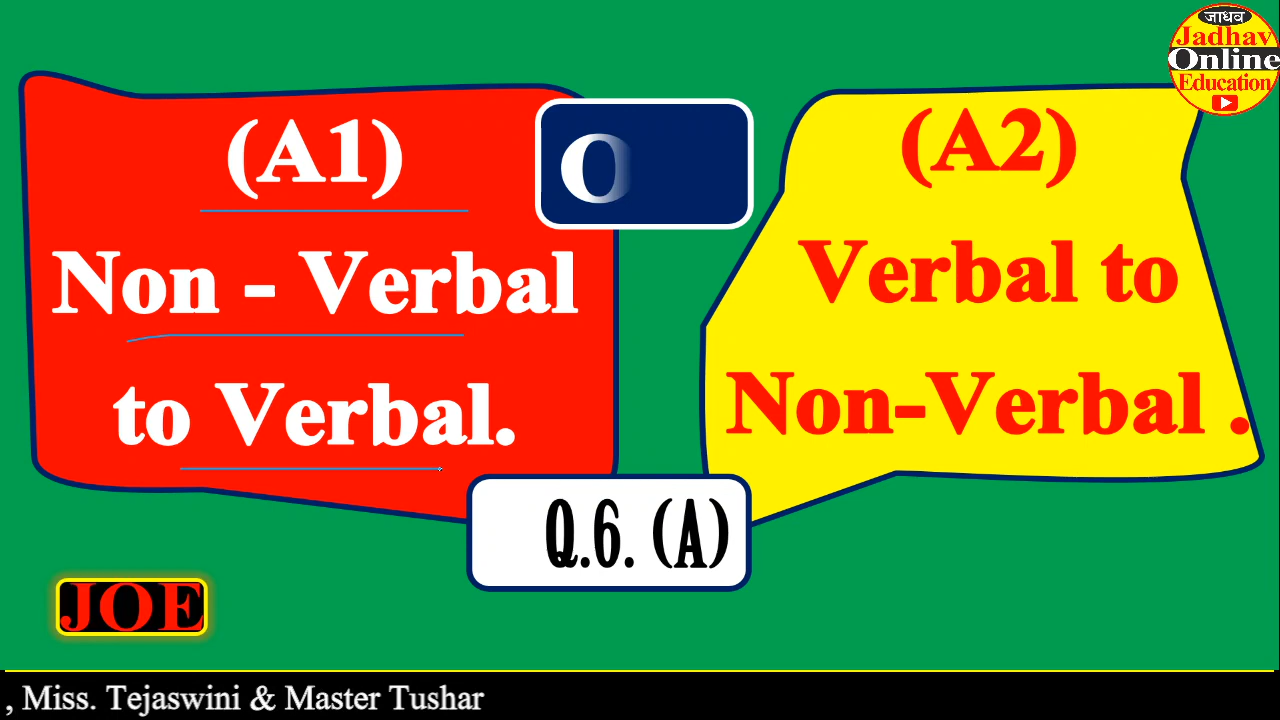 जाधव
Jadhav
Online
Education
(A1)
Non - Verbal
to Verbal.
O
(A2)
Verbal to
Non-Verbal .
Q.6. (A)
JOE
, Miss. Tejaswini & Master Tushar